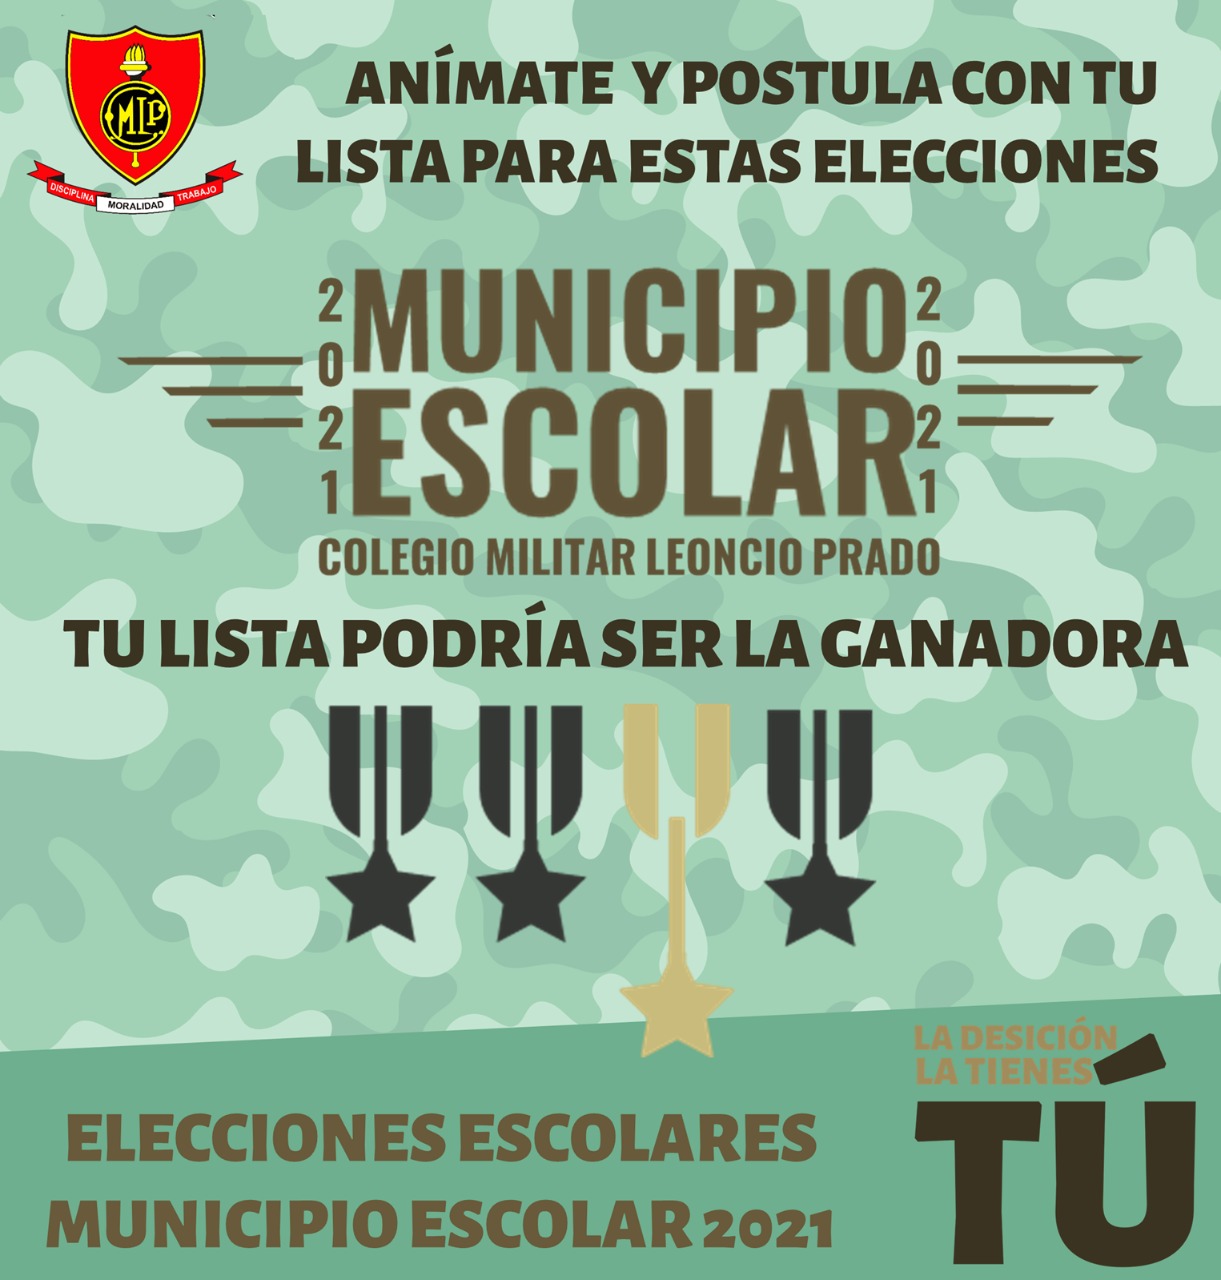 CMLP
DISCIPLINA
MORALIDAD
TRABAJO
ANÍMATE Y POSTULA CON TU
LISTA PARA ESTAS ELECCIONES
2021
MUNICIPIO
ESCOLAR
2021
COLEGIO MILITAR LEONCIO PRADO
TU LISTA PODRÍA SER LA GANADORA
LA DESICIÓN
LA TIENES
TÚ
ELECCIONES ESCOLARES
MUNICIPIO ESCOLAR 2021